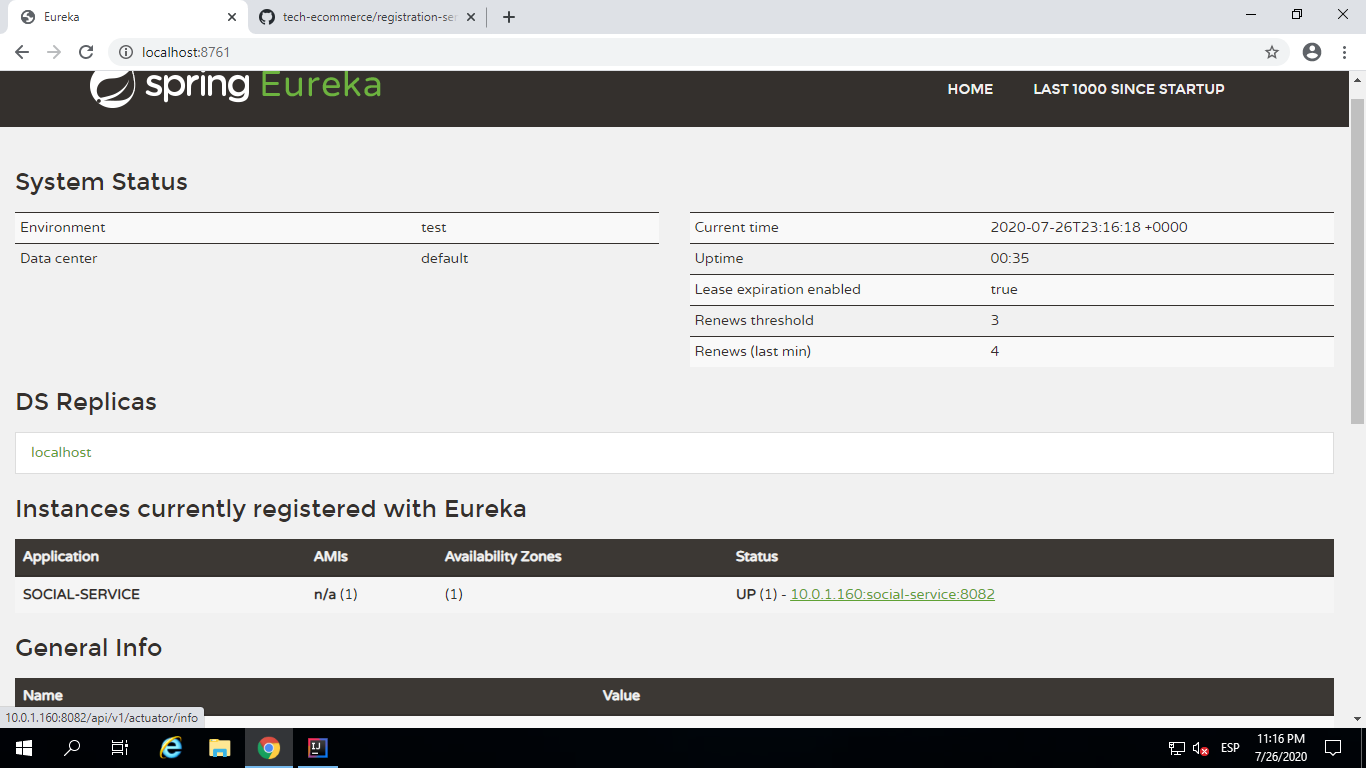 Eureka
tech-ecommerce/registration-ser
localhost:8761
spring Eureka
HOME LAST 1000 SINCE STARTUP
System Status
Environment test
Data center default
Current time 2020-07-26T23:16:18 +0000
Uptime 00:35
Lease expiration enabled true
Renews threshold 3
Renews (last min) 4
DS Replicas
localhost
Instances currently registered with Eureka
Application AMIs Availability Zones Status
SOCIAL-SERVICE n/a (1) (1) UP (1) - 10.0.1.160:social-service:8082
General Info
Name Value
10.0.1.160:8082/api/v1/actuator/info
ESP
11:16 PM
7/26/2020